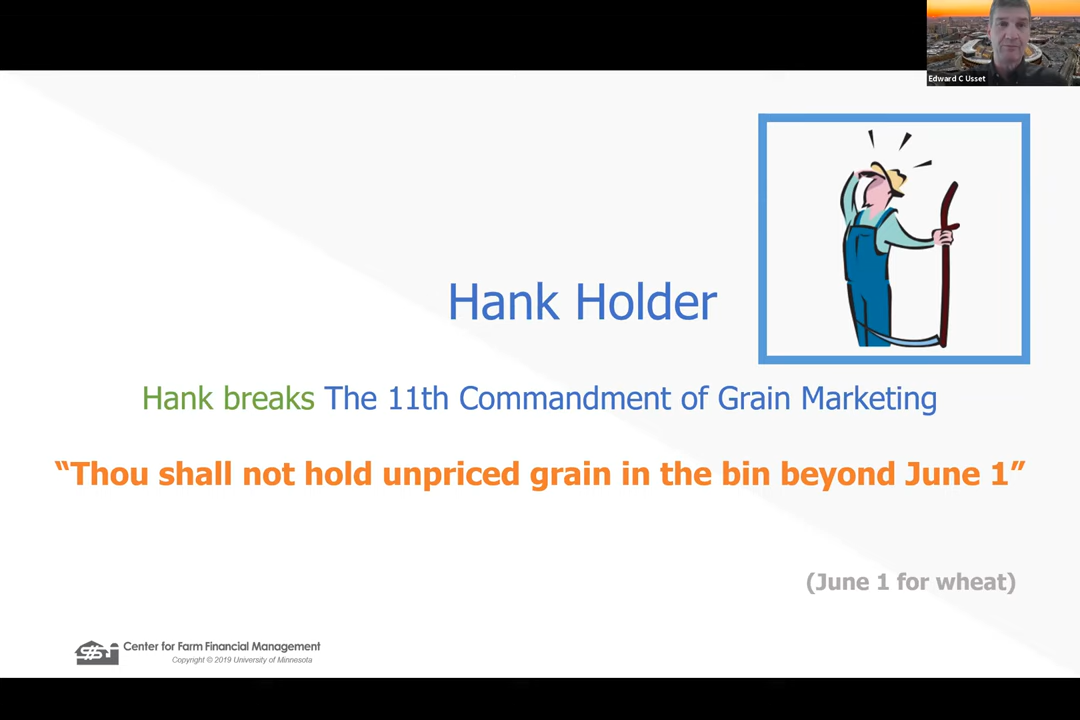 Edward C Usset
Hank Holder
Hank breaks The 11th Commandment of Grain Marketing
“Thou shall not hold unpriced grain in the bin beyond June 1”
(June 1 for wheat)
Center for Farm Financial Management
Copyright © 2019 University of Minnesota